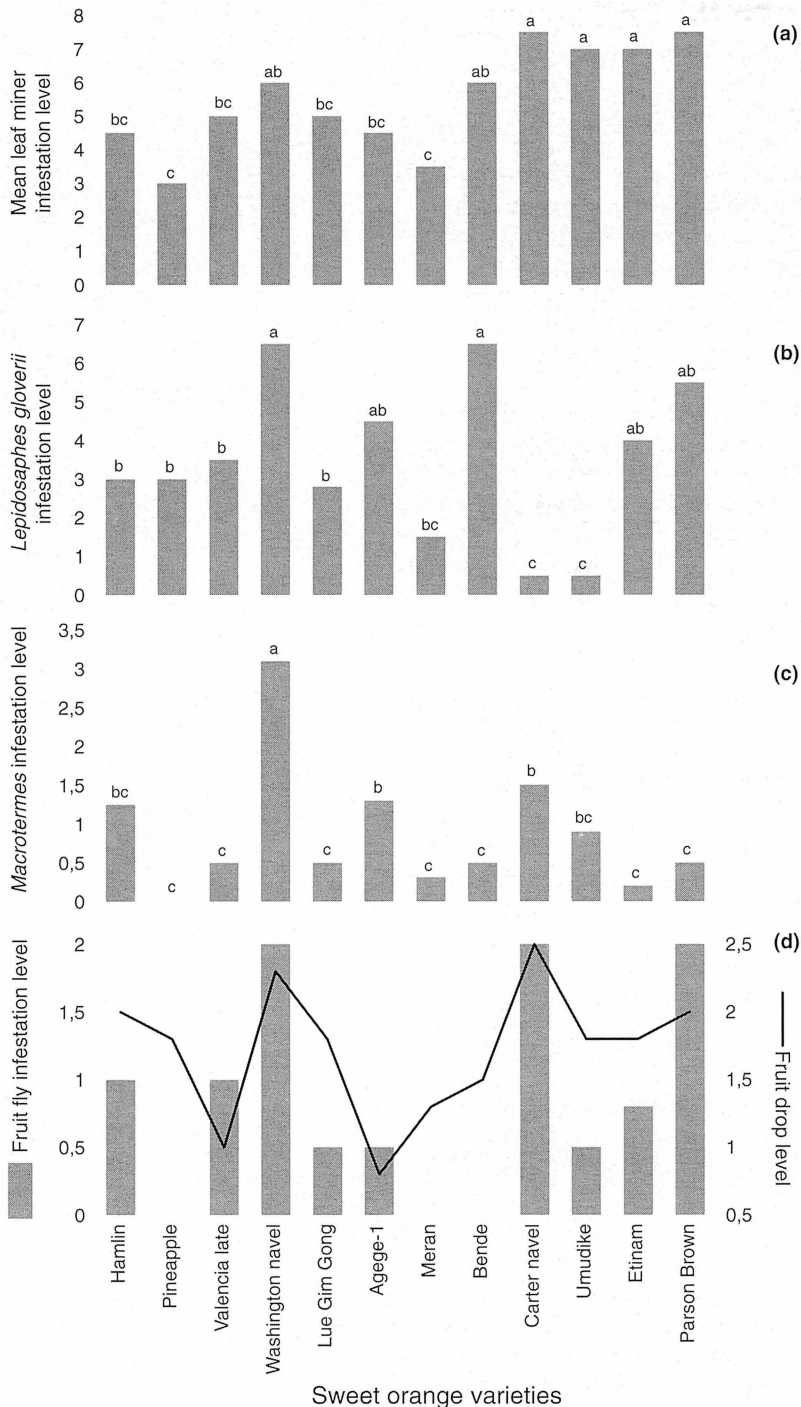 8
7
6
5
4
3
2
1
0
Mean leaf miner
infestation level
bc
c
bc
ab
bc
bc
c
ab
a
a
a
a
(a)
7
6
5
4
3
2
1
0
Lepidosaphes gloverii
infestation level
b
b
b
a
b
ab
bc
a
c
c
ab
ab
(b)
3,5
3
2,5
2
1,5
1
0,5
0
Macrotermes infestation level
bc
c
c
a
c
b
c
c
b
bc
c
c
(c)
2
1,5
1
0,5
0
Fruit fly infestation level
2,5
2
1,5
1
0,5
Fruit drop level
(d)
Hamlin
Pineapple
Valencia late
Washington navel
Lue Gim Gong
Agege-1
Meran
Bende
Carter navel
Umudike
Etinam
Parson Brown
Sweet orange varieties